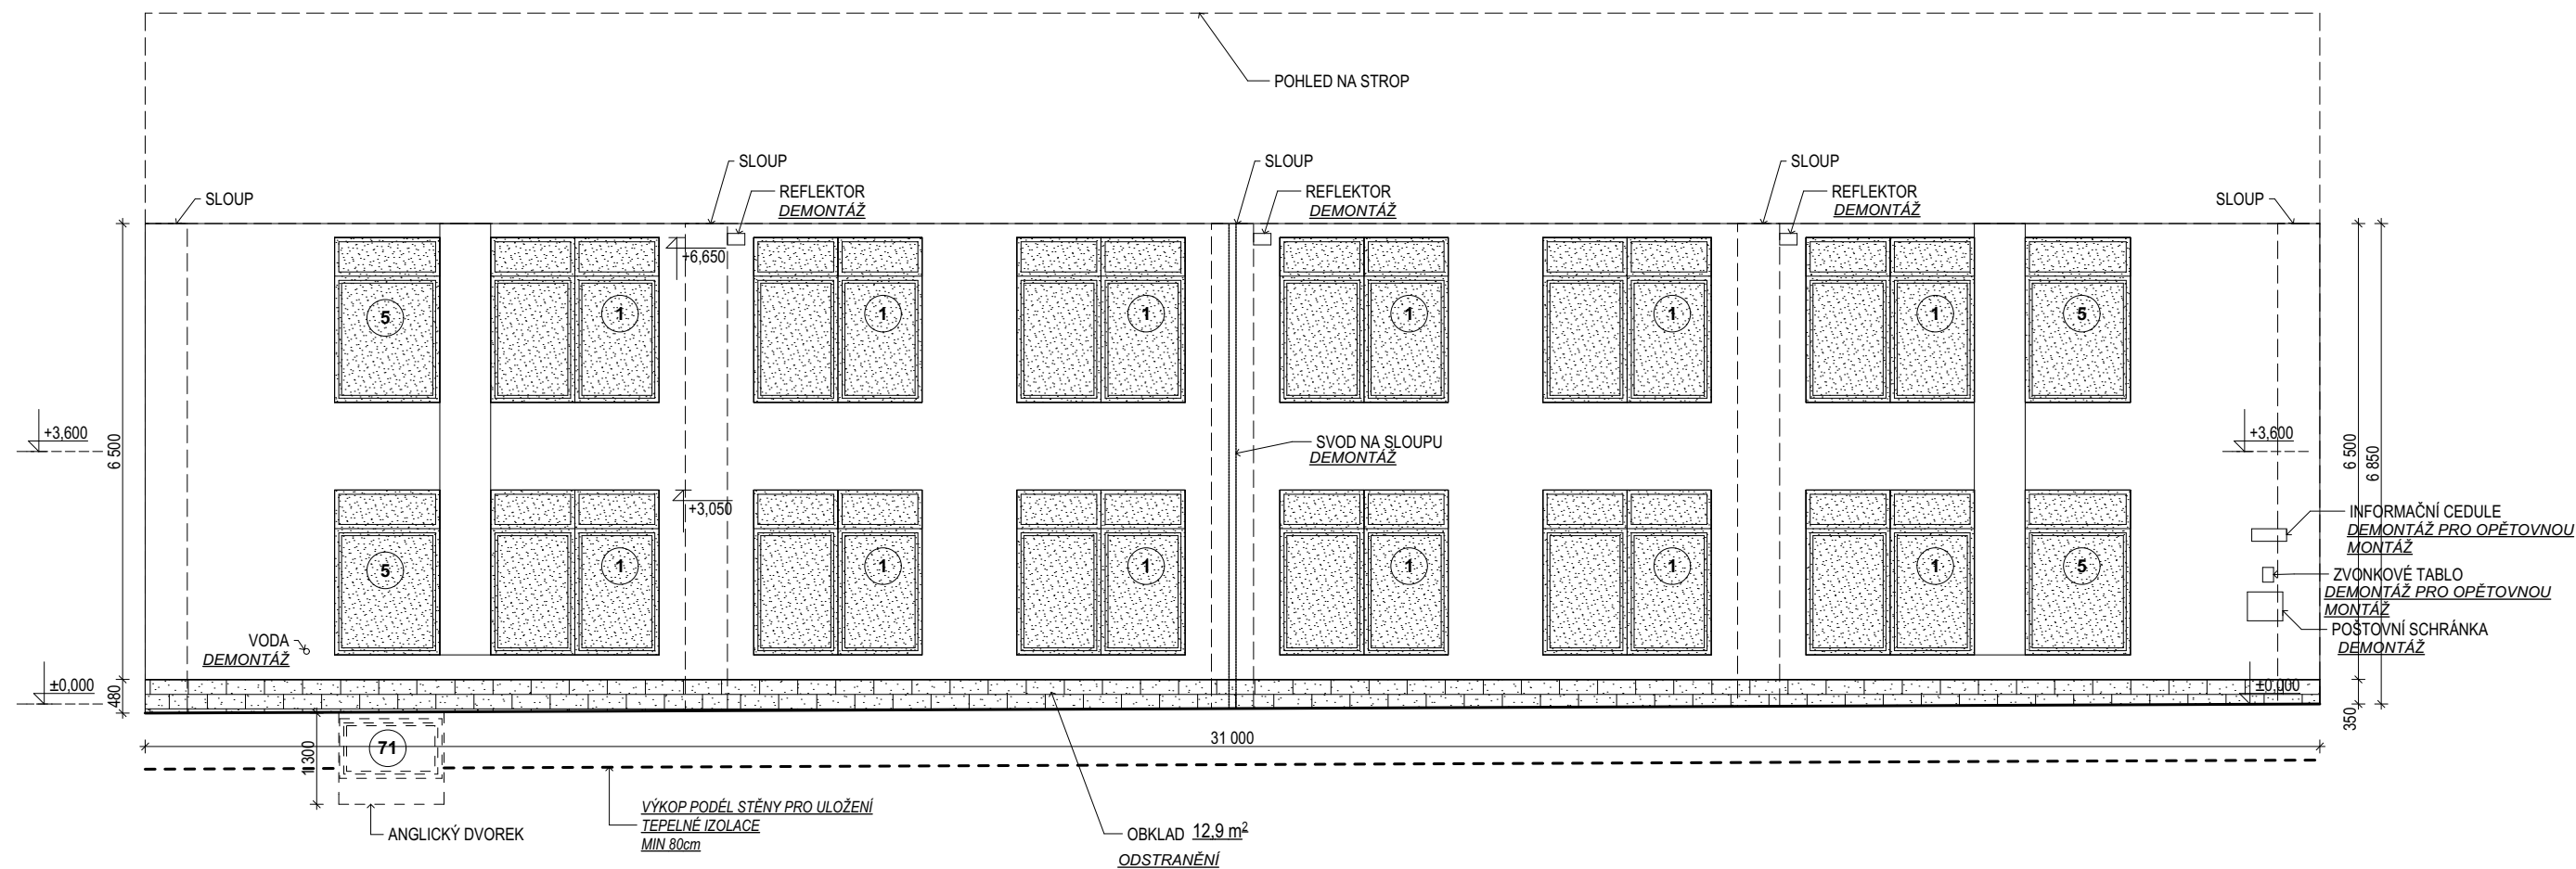 POHLED NA STROP
SLOUP
SLOUP
SLOUP
REFLEKTOR
DEMONTÁŽ
REFLEKTOR
DEMONTÁŽ
REFLEKTOR
DEMONTÁŽ
SLOUP
SLOUP
+6,650
5
1
1
1
1
1
1
5
+3,600
6 500
SVOD NA SLOUPU
DEMONTÁŽ
+3,600
6 500
6 850
+3,050
INFORMAČNÍ CEDULE
DEMONTÁŽ PRO OPĚTOVNOU
MONTÁŽ
5
1
1
1
1
1
1
5
ZVONKOVÉ TABLO
DEMONTÁŽ PRO OPĚTOVNOU
MONTÁŽ
POŠTOVNÍ SCHRÁNKA
DEMONTÁŽ
VODA
DEMONTÁŽ
±0,000
480
±0,000
350
31 000
71
1 300
VÝKOP PODÉL STĚNY PRO ULOŽENÍ
TEPELNÉ IZOLACE
MIN 80cm
ANGLICKÝ DVOREK
OBKLAD 12,9 m²
ODSTRANĚNÍ